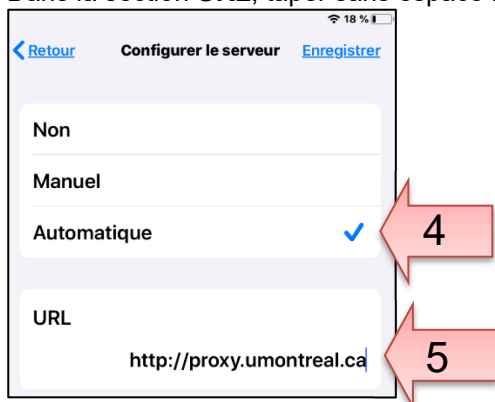 Dans la section URL, taper sans espace
18 %
Retour Configurer le serveur Enregistrer
Non
Manuel
Automatique
4
URL
http://proxy.umontreal.ca
5